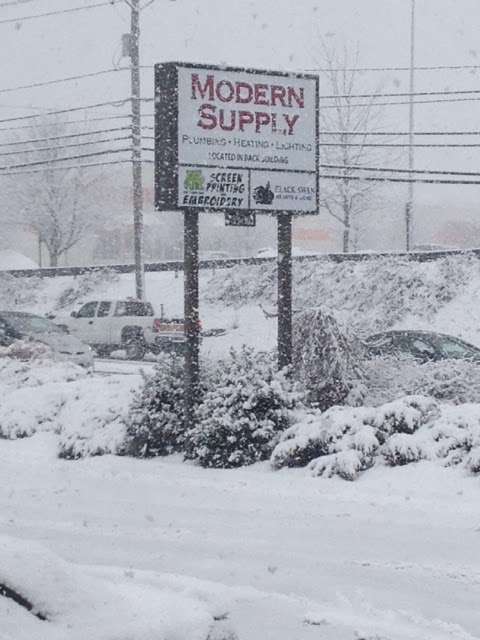 MODERN
SUPPLY
PLUMBING • HEATING • LIGHTING
LOCATED IN BACK BUILDING
SCREEN
PRINTING
EMBROIDERY
BLACK SWAN